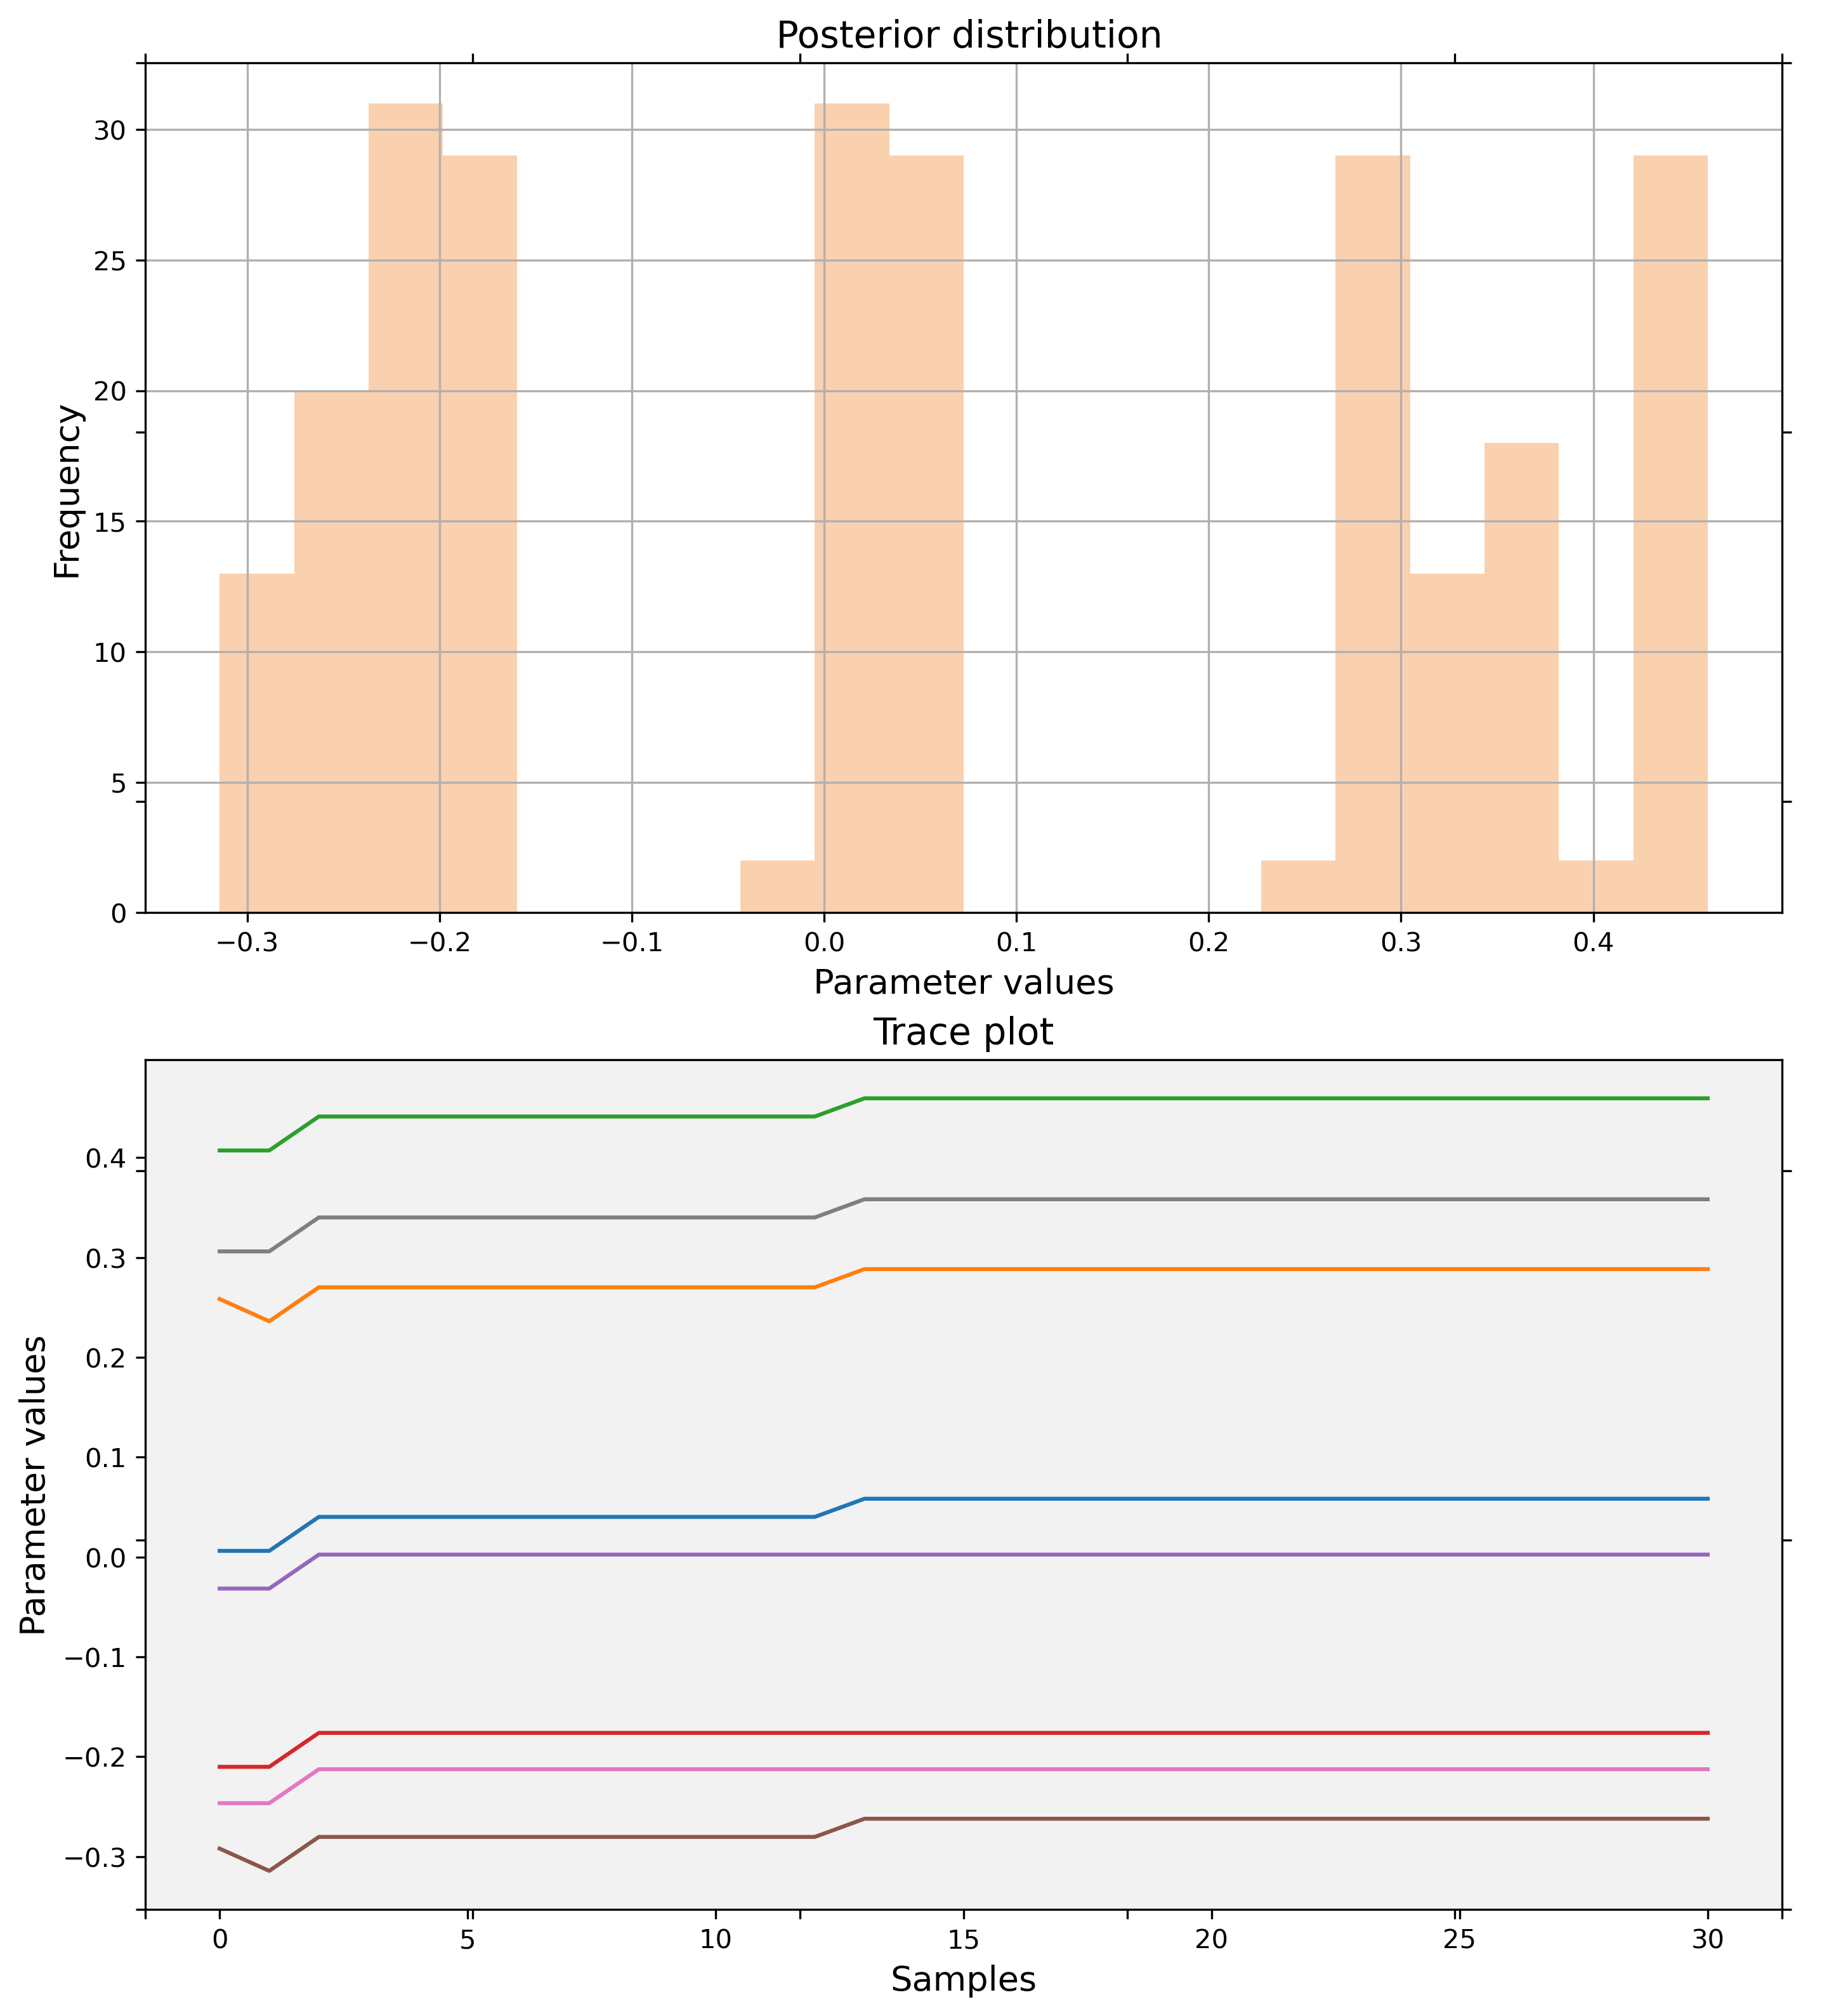 Posterior distribution
30
25
20
15
10
5
0
Frequency
−0.3 −0.2 −0.1 0.0 0.1 0.2 0.3 0.4
Parameter values
Trace plot
0.4
0.3
0.2
0.1
0.0
−0.1
−0.2
−0.3
Parameter values
0 5 10 15 20 25 30
Samples